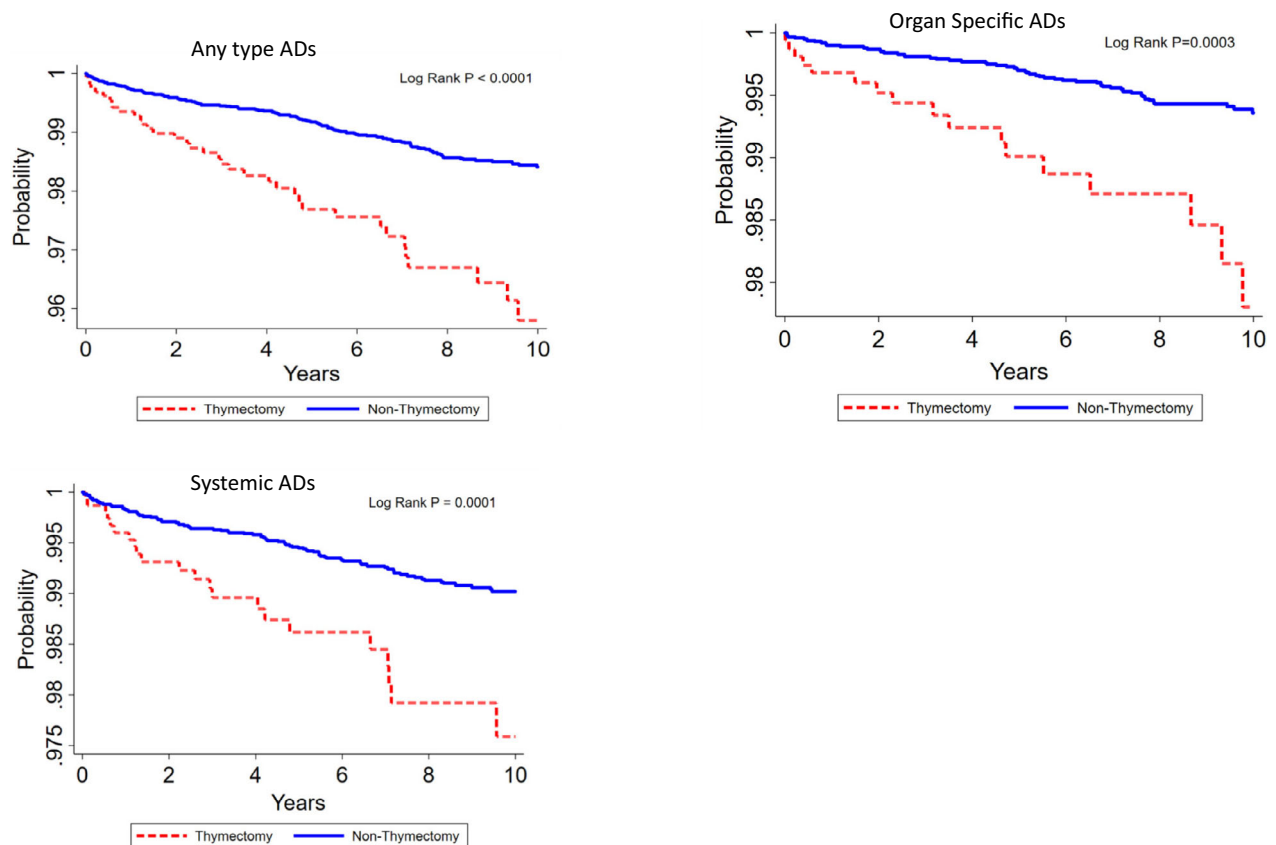 Any type ADs
Log Rank P < 0.0001
Probability
1
.99
.98
.97
.96
0 2 4 6 8 10
Years
Thymectomy Non-Thymectomy
Organ Specific ADs
Log Rank P=0.0003
Probability
1
.995
.99
.985
.98
0 2 4 6 8 10
Years
Thymectomy Non-Thymectomy
Systemic ADs
Log Rank P = 0.0001
Probability
1
.995
.99
.985
.98
.975
0 2 4 6 8 10
Years
Thymectomy Non-Thymectomy